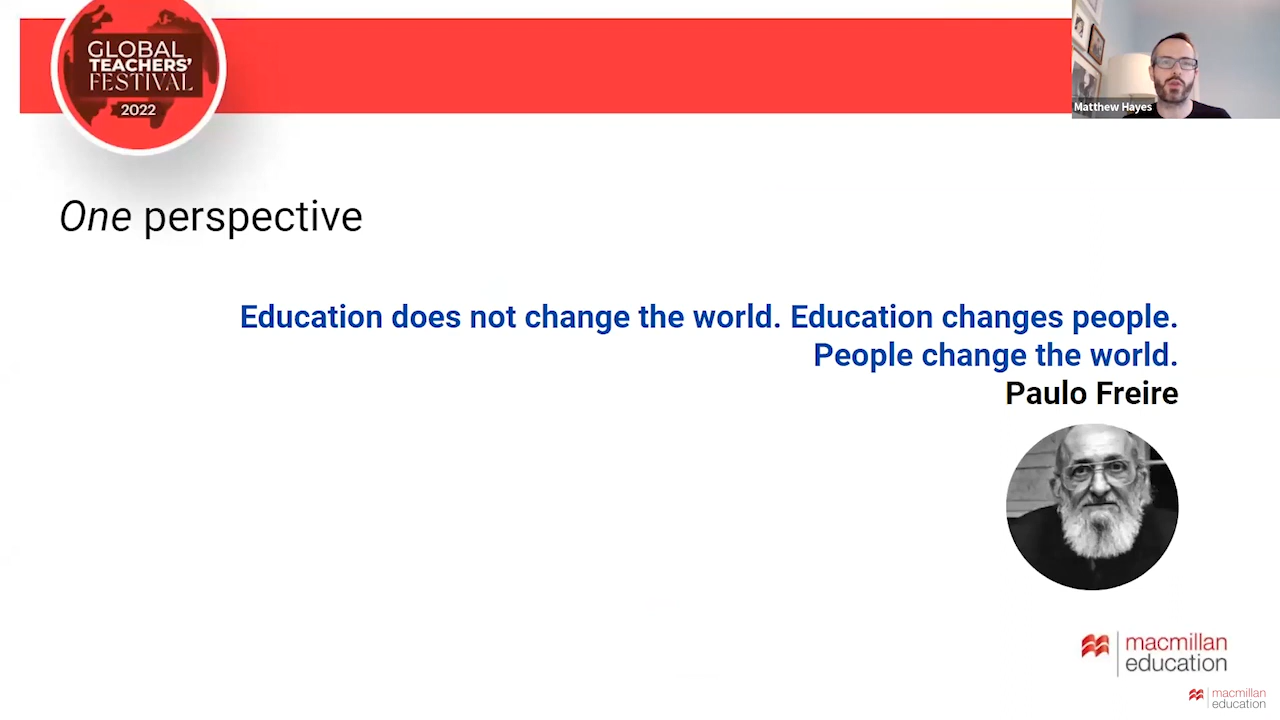 GLOBAL
TEACHERS'
FESTIVAL
2022
Matthew Hayes
One perspective
Education does not change the world. Education changes people.
People change the world.
Paulo Freire
macmillan
education
macmillan
education